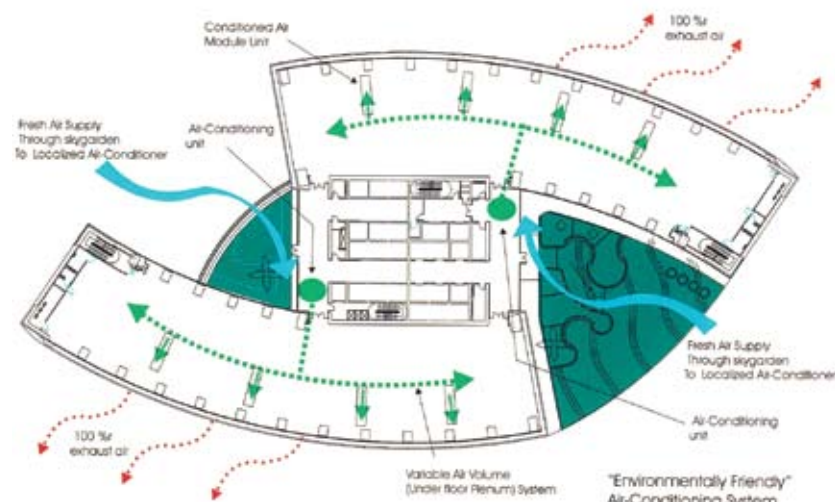 Conditioned Air
Module Unit
100 %r
exhaust air
Fresh Air Supply
Through skygarden
To Localized Air-Conditioner
Air-Conditioning
unit
Fresh Air Supply
Through skygarden
To Localized Air-Conditioner
Air-Conditioning
unit
100 %r
exhaust air
Variable Air Volume
(Under floor Plenum) System
"Environmentally Friendly"
Air-Conditioning System